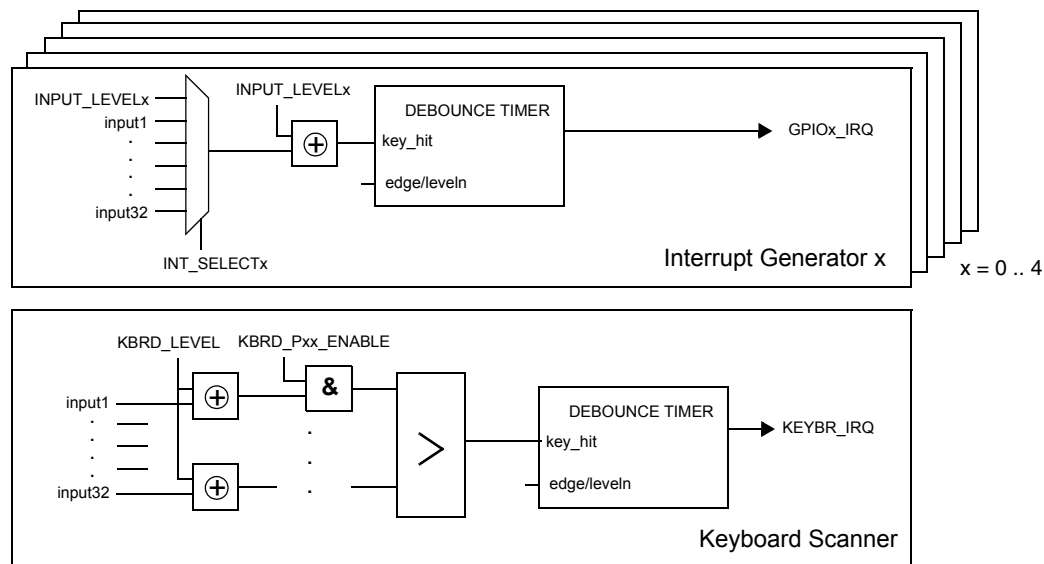 INPUT_LEVELx
INPUT_LEVELx
input1
.
.
.
.
input32
INT_SELECTx
DEBOUNCE TIMER
key_hit
edge/leveln
GPIOx_IRQ
Interrupt Generator x
x = 0 .. 4
KBRD_LEVEL
KBRD_Pxx_ENABLE
&
input1
.
.
.
.
input32
.
.
.
>
DEBOUNCE TIMER
key_hit
edge/leveln
KEYBR_IRQ
Keyboard Scanner